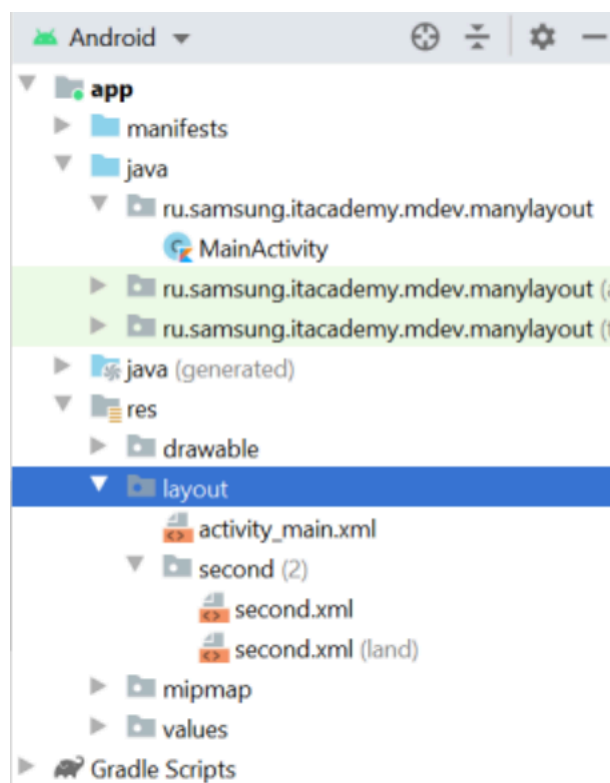 Android
app
manifests
java
ru.samsung.itacademy.mdev.manylayout
MainActivity
ru.samsung.itacademy.mdev.manylayout (a
ru.samsung.itacademy.mdev.manylayout (t
java (generated)
res
drawable
layout
activity_main.xml
second (2)
second.xml
second.xml (land)
mipmap
values
Gradle Scripts